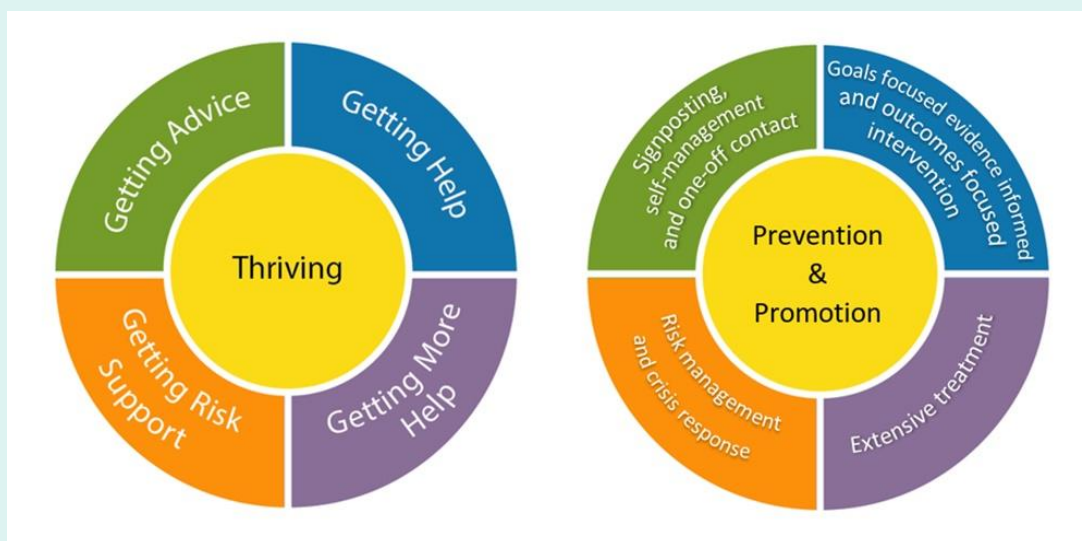 Getting Advice
Getting Help
Thriving
Getting Risk
Support
Getting More
Help
Signposting,
self-management
and one-off contact
Goals focused evidence informed
and outcomes focused
intervention
Prevention
&
Promotion
Risk management
and crisis response
Extensive treatment